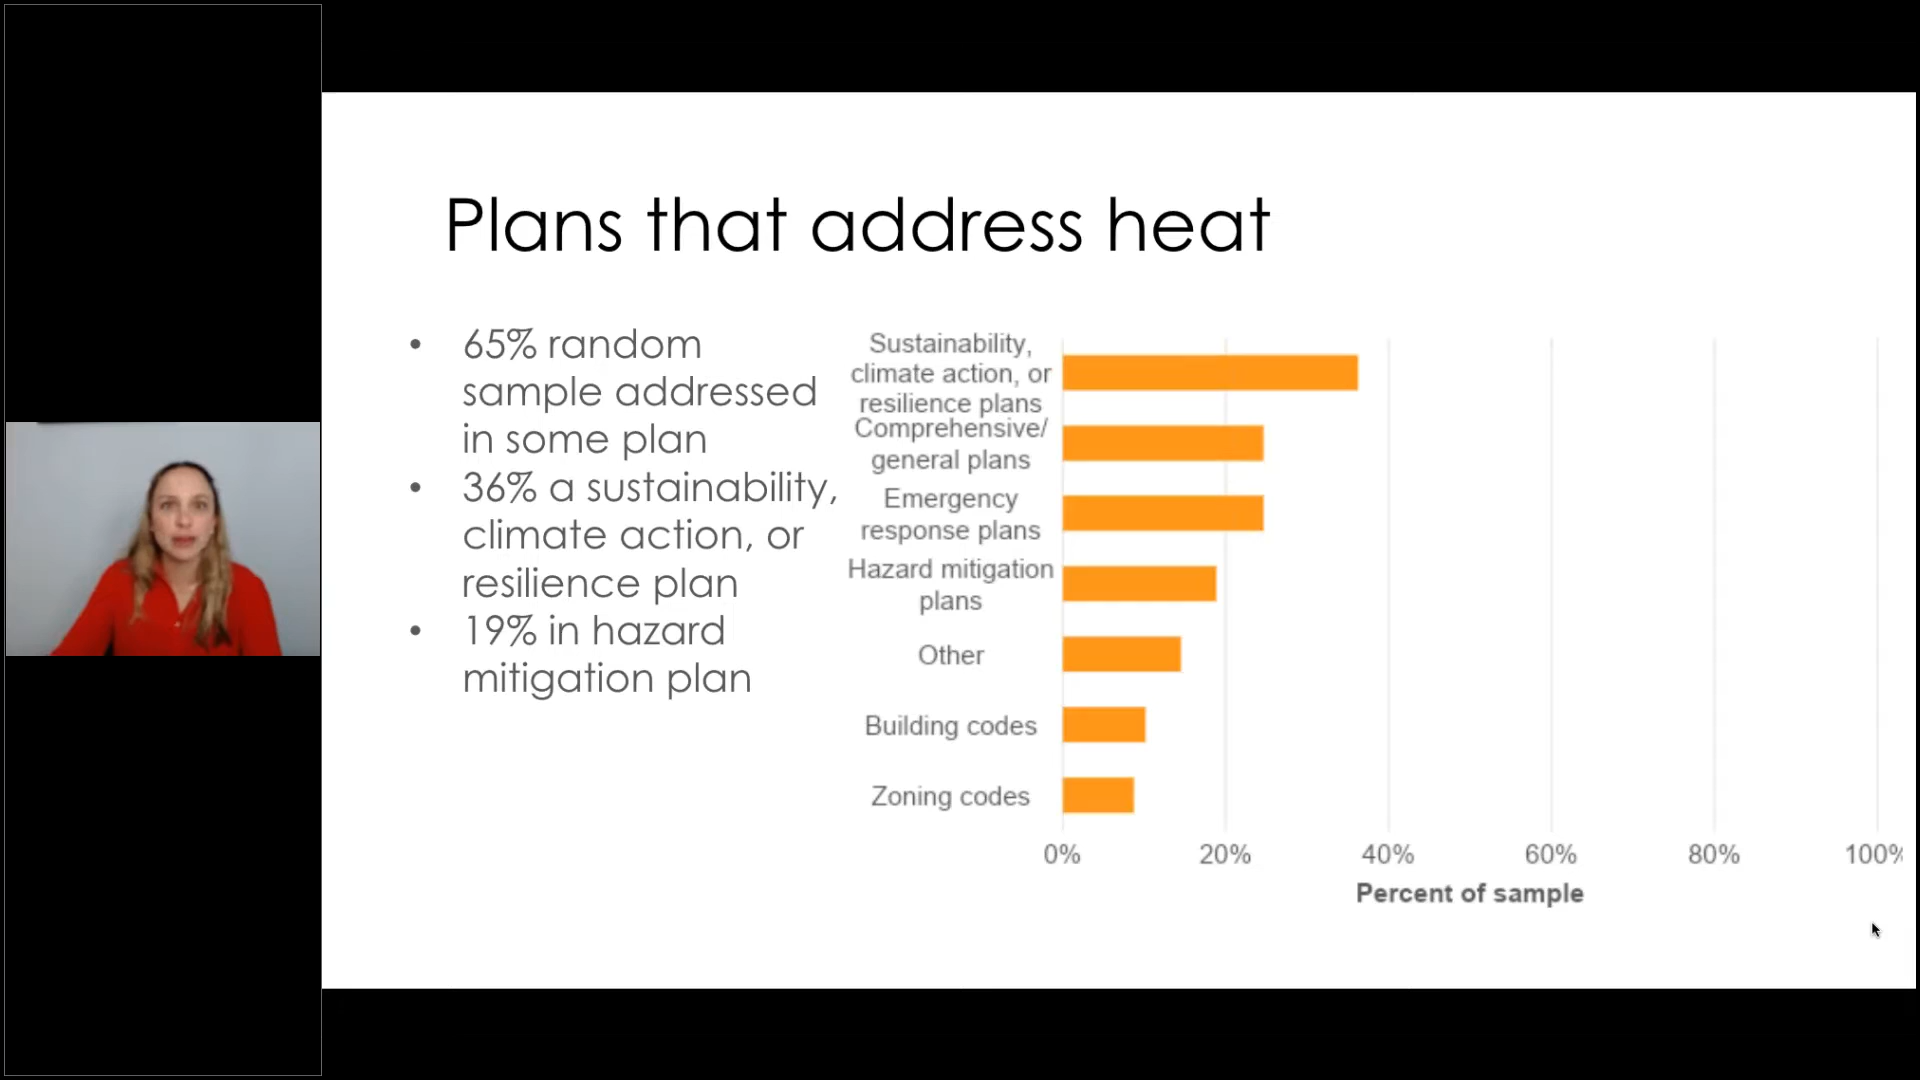 Plans that address heat
• 65% random
sample addressed
in some plan
• 36% a sustainability,
climate action, or
resilience plan
• 19% in hazard
mitigation plan
Sustainability,
climate action, or
resilience plans
Comprehensive/
general plans
Emergency
response plans
Hazard mitigation
plans
Other
Building codes
Zoning codes
0% 20% 40% 60% 80% 100%
Percent of sample